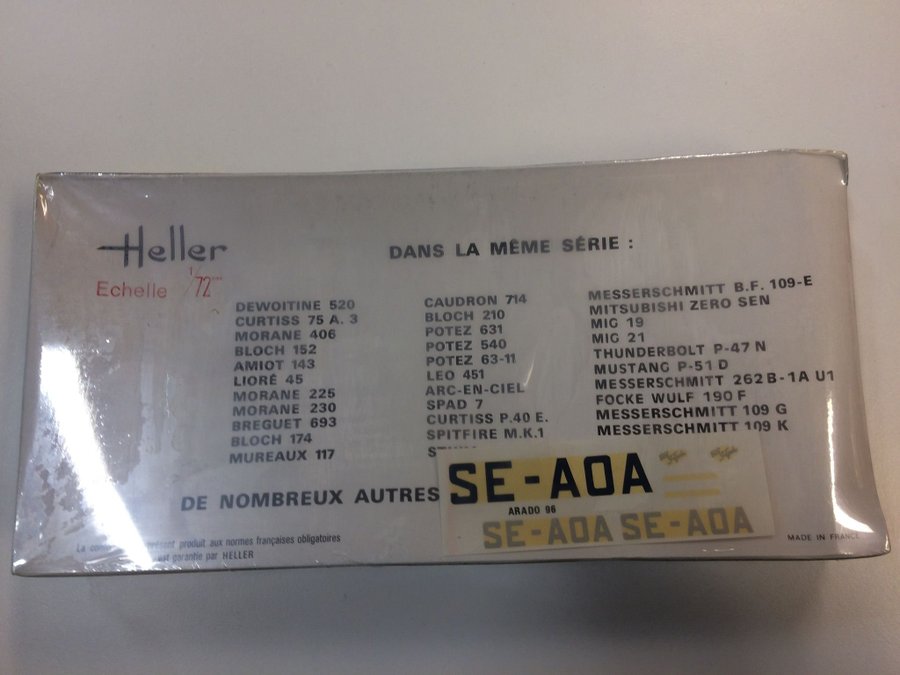 Heller
Echelle 1/72ème
DANS LA MÊME SÉRIE :
DEWOITINE 520
CURTISS 75 A. 3
MORANE 406
BLOCH 152
AMIOT 143
LIORÉ 45
MORANE 225
MORANE 230
BREGUET 693
BLOCH 174
MUREAUX 117
CAUDRON 714
BLOCH 210
POTEZ 631
POTEZ 540
POTEZ 63-11
LEO 451
ARC-EN-CIEL
SPAD 7
CURTISS P.40 E.
SPITFIRE M.K.1
MESSERSCHMITT B.F. 109-E
MITSUBISHI ZERO SEN
MIG 19
MIG 21
THUNDERBOLT P-47 N
MUSTANG P-51 D
MESSERSCHMITT 262B-1A U1
FOCKE WULF 190 F
MESSERSCHMITT 109 G
MESSERSCHMITT 109 K
DE NOMBREUX AUTRES
SE-AOA
ARADO 96
SE-AOA SE-AOA
La présent produit aux normes françaises obligatoires
est garantie par HELLER
MADE IN FRANCE